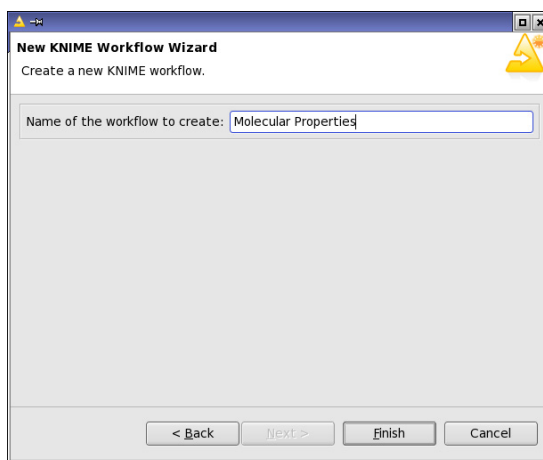 New KNIME Workflow Wizard
Create a new KNIME workflow.
Name of the workflow to create: Molecular Properties
< Back Next > Finish Cancel